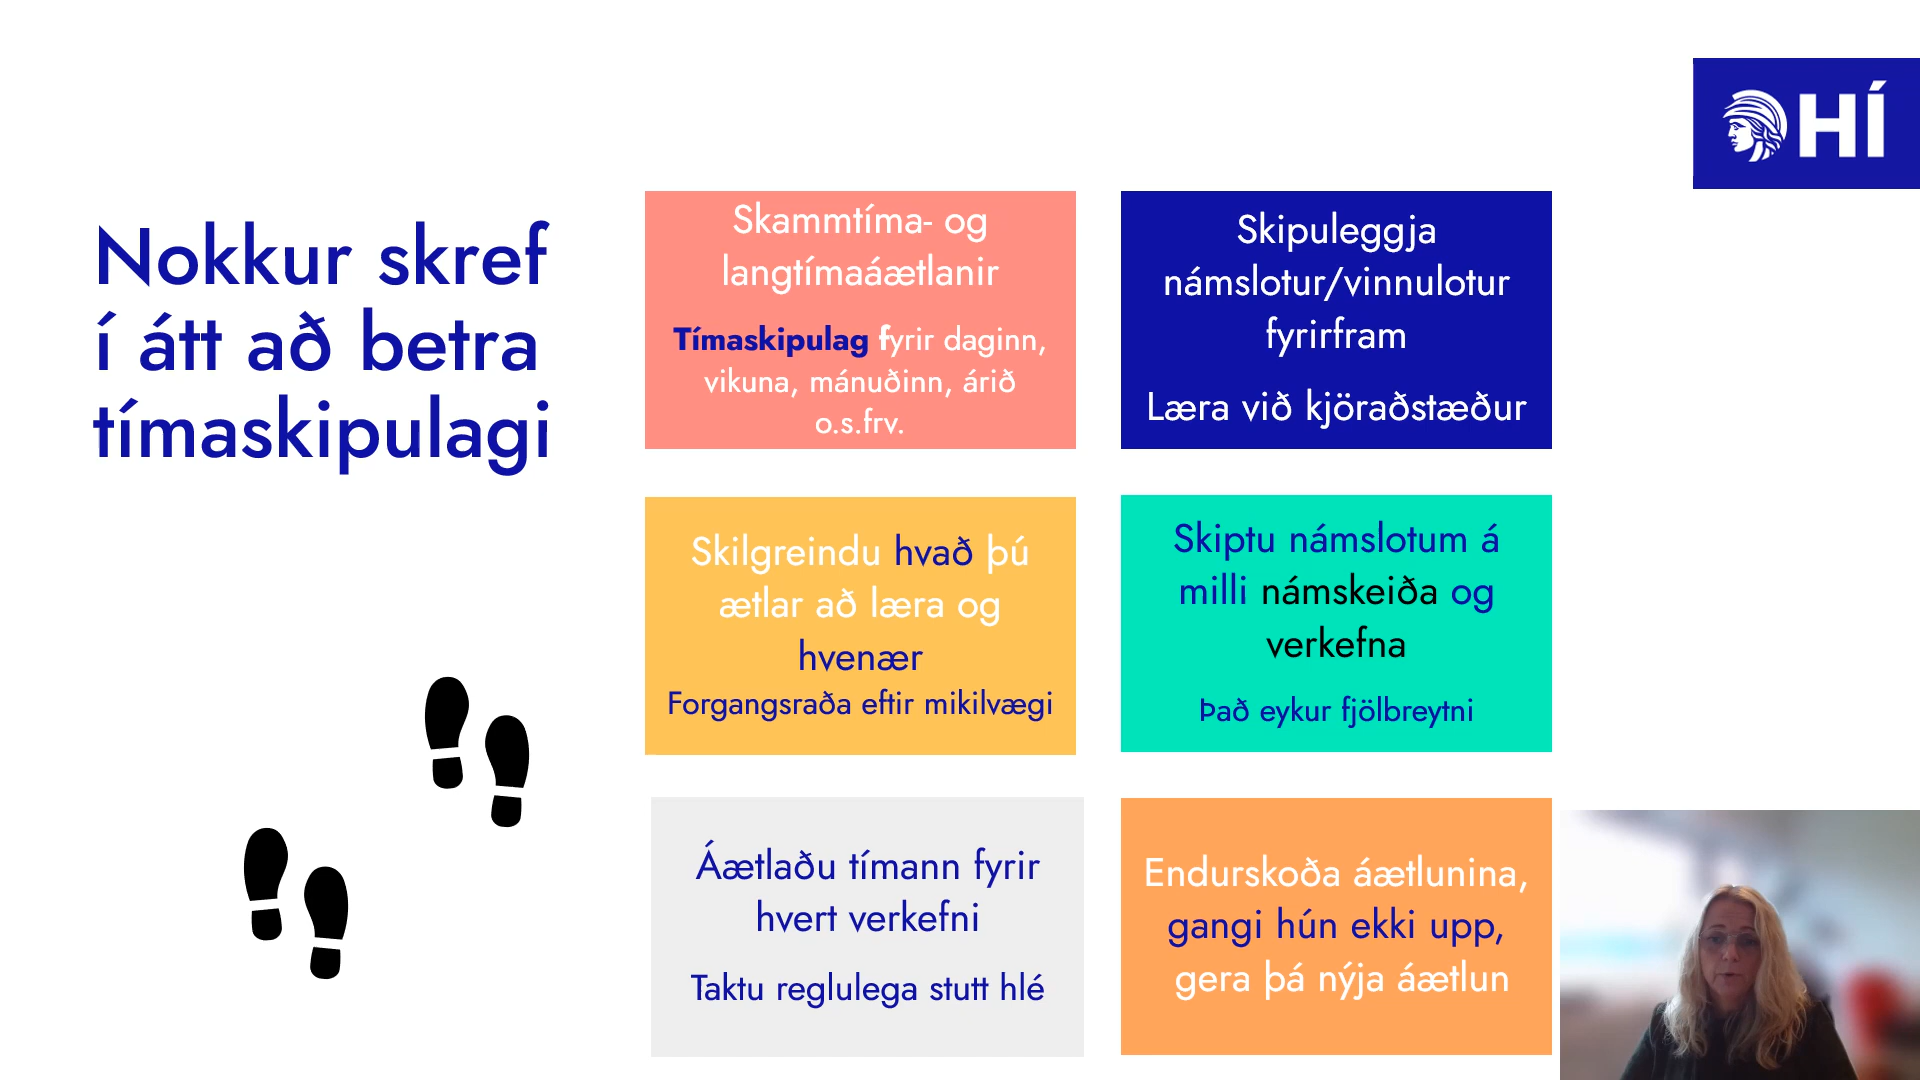 HÍ
Nokkur skref
í átt að betra
tímaskipulagi
Skammtíma- og
langtímaáætlanir
Tímaskipulag fyrir daginn,
vikuna, mánuðinn, árið
o.s.frv.
Skipuleggja
námslotur/vinnulotur
fyrirfram
Læra við kjöraðstæður
Skilgreindu hvað þú
ætlar að læra og
hvenær
Forgangsraða eftir mikilvægi
Skiptu námslotum á
milli námskeiða og
verkefna
Það eykur fjölbreytni
Áætlaðu tímann fyrir
hvert verkefni
Taktu reglulega stutt hlé
Endurskoða áætlunina,
gangi hún ekki upp,
gera þá nýja áætlun